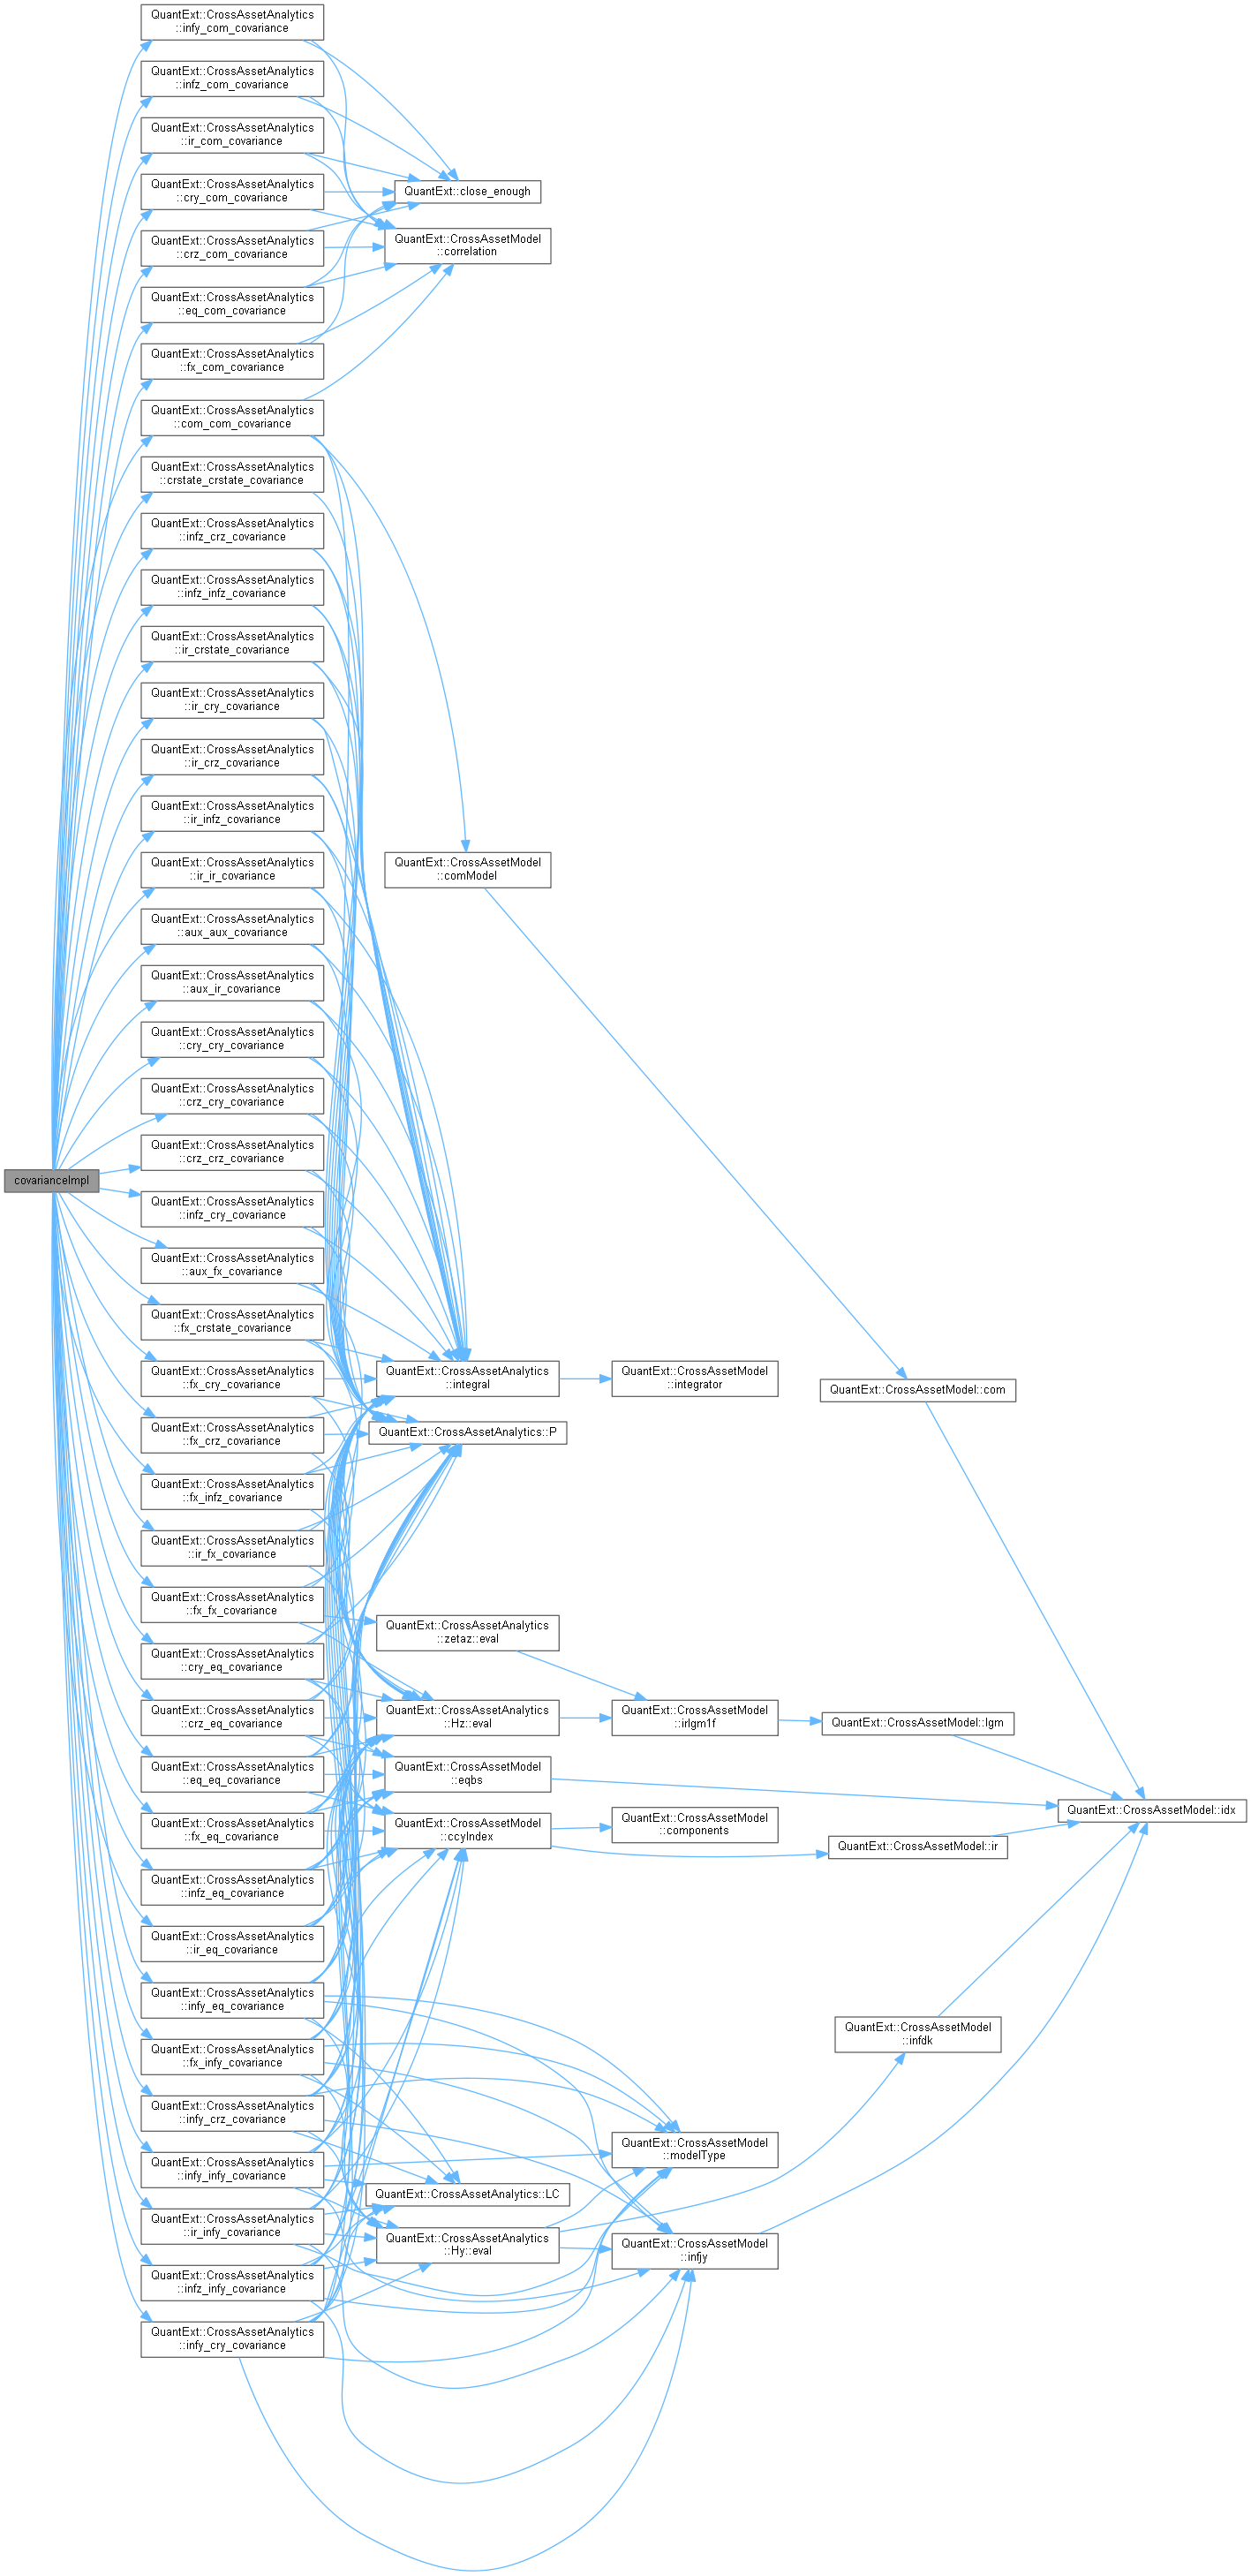 QuantExt::CrossAssetAnalytics
::infy_com_covariance
QuantExt::CrossAssetAnalytics
::infz_com_covariance
QuantExt::CrossAssetAnalytics
::ir_com_covariance
QuantExt::CrossAssetAnalytics
::cry_com_covariance
QuantExt::CrossAssetAnalytics
::crz_com_covariance
QuantExt::CrossAssetAnalytics
::eq_com_covariance
QuantExt::CrossAssetAnalytics
::fx_com_covariance
QuantExt::CrossAssetAnalytics
::com_com_covariance
QuantExt::CrossAssetAnalytics
::crstate_crstate_covariance
QuantExt::CrossAssetAnalytics
::infz_crz_covariance
QuantExt::CrossAssetAnalytics
::infz_infz_covariance
QuantExt::CrossAssetAnalytics
::ir_crstate_covariance
QuantExt::CrossAssetAnalytics
::ir_cry_covariance
QuantExt::CrossAssetAnalytics
::ir_crz_covariance
QuantExt::CrossAssetAnalytics
::ir_infz_covariance
QuantExt::CrossAssetAnalytics
::ir_ir_covariance
QuantExt::CrossAssetAnalytics
::aux_aux_covariance
QuantExt::CrossAssetAnalytics
::aux_ir_covariance
QuantExt::CrossAssetAnalytics
::cry_cry_covariance
QuantExt::CrossAssetAnalytics
::crz_cry_covariance
QuantExt::CrossAssetAnalytics
::crz_crz_covariance
covarianceImpl
QuantExt::CrossAssetAnalytics
::infz_cry_covariance
QuantExt::CrossAssetAnalytics
::aux_fx_covariance
QuantExt::CrossAssetAnalytics
::fx_crstate_covariance
QuantExt::CrossAssetAnalytics
::fx_cry_covariance
QuantExt::CrossAssetAnalytics
::fx_crz_covariance
QuantExt::CrossAssetAnalytics
::fx_infz_covariance
QuantExt::CrossAssetAnalytics
::ir_fx_covariance
QuantExt::CrossAssetAnalytics
::fx_fx_covariance
QuantExt::CrossAssetAnalytics
::cry_eq_covariance
QuantExt::CrossAssetAnalytics
::crz_eq_covariance
QuantExt::CrossAssetAnalytics
::eq_eq_covariance
QuantExt::CrossAssetAnalytics
::fx_eq_covariance
QuantExt::CrossAssetAnalytics
::infz_eq_covariance
QuantExt::CrossAssetAnalytics
::ir_eq_covariance
QuantExt::CrossAssetAnalytics
::infy_eq_covariance
QuantExt::CrossAssetAnalytics
::fx_infy_covariance
QuantExt::CrossAssetAnalytics
::infy_crz_covariance
QuantExt::CrossAssetAnalytics
::infy_infy_covariance
QuantExt::CrossAssetAnalytics
::ir_infy_covariance
QuantExt::CrossAssetAnalytics
::infz_infy_covariance
QuantExt::CrossAssetAnalytics
::infy_cry_covariance
QuantExt::close_enough
QuantExt::CrossAssetModel
::correlation
QuantExt::CrossAssetModel
::comModel
QuantExt::CrossAssetAnalytics
::integral
QuantExt::CrossAssetAnalytics::P
QuantExt::CrossAssetAnalytics
::zetaz::eval
QuantExt::CrossAssetAnalytics
::Hz::eval
QuantExt::CrossAssetModel
::eqbs
QuantExt::CrossAssetModel
::ccyIndex
QuantExt::CrossAssetAnalytics::LC
QuantExt::CrossAssetAnalytics
::Hy::eval
QuantExt::CrossAssetModel
::integrator
QuantExt::CrossAssetModel
::irlgm1f
QuantExt::CrossAssetModel
::components
QuantExt::CrossAssetModel
::modelType
QuantExt::CrossAssetModel
::infjy
QuantExt::CrossAssetModel::com
QuantExt::CrossAssetModel::lgm
QuantExt::CrossAssetModel::ir
QuantExt::CrossAssetModel
::infdk
QuantExt::CrossAssetModel::idx